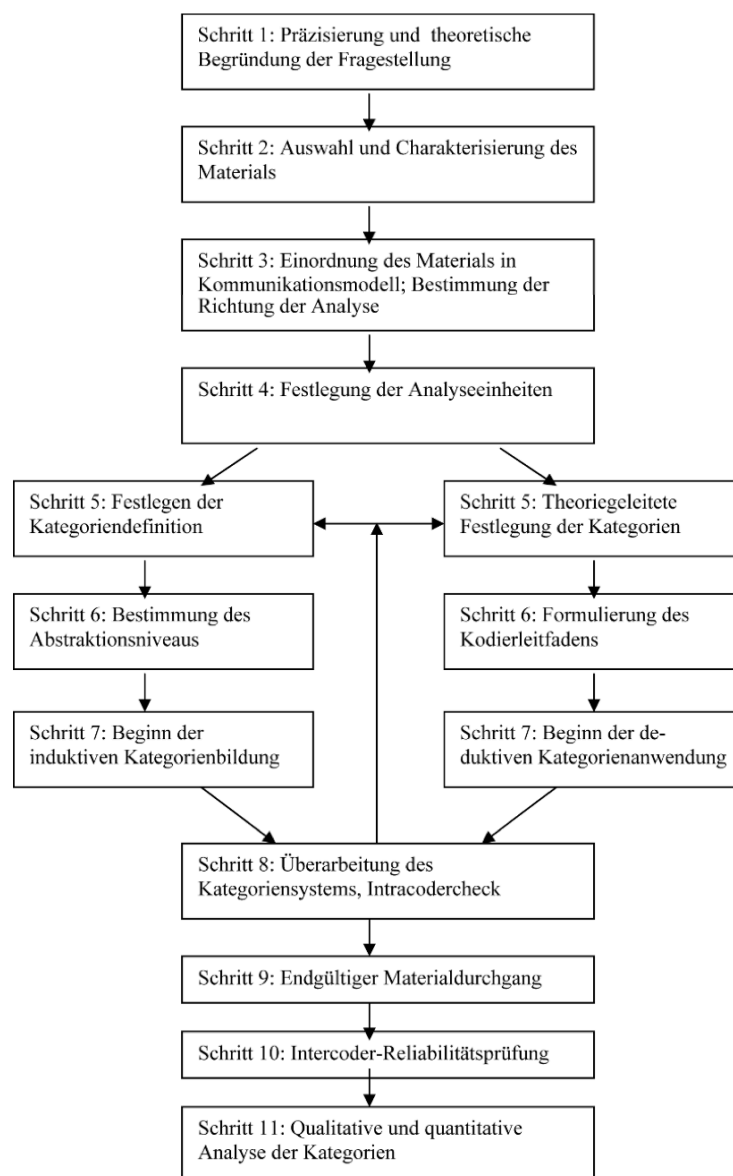 Schritt 1: Präzisierung und theoretische
Begründung der Fragestellung
Schritt 2: Auswahl und Charakterisierung des
Materials
Schritt 3: Einordnung des Materials in
Kommunikationsmodell; Bestimmung der
Richtung der Analyse
Schritt 4: Festlegung der Analyseeinheiten
Schritt 5: Festlegen der
Kategoriendefinition
Schritt 5: Theoriegeleitete
Festlegung der Kategorien
Schritt 6: Bestimmung des
Abstraktionsniveaus
Schritt 6: Formulierung des
Kodierleitfadens
Schritt 7: Beginn der
induktiven Kategorienbildung
Schritt 7: Beginn der de-
duktiven Kategorienanwendung
Schritt 8: Überarbeitung des
Kategoriensystems, Intracodercheck
Schritt 9: Endgültiger Materialdurchgang
Schritt 10: Intercoder-Reliabilitätsprüfung
Schritt 11: Qualitative und quantitative
Analyse der Kategorien